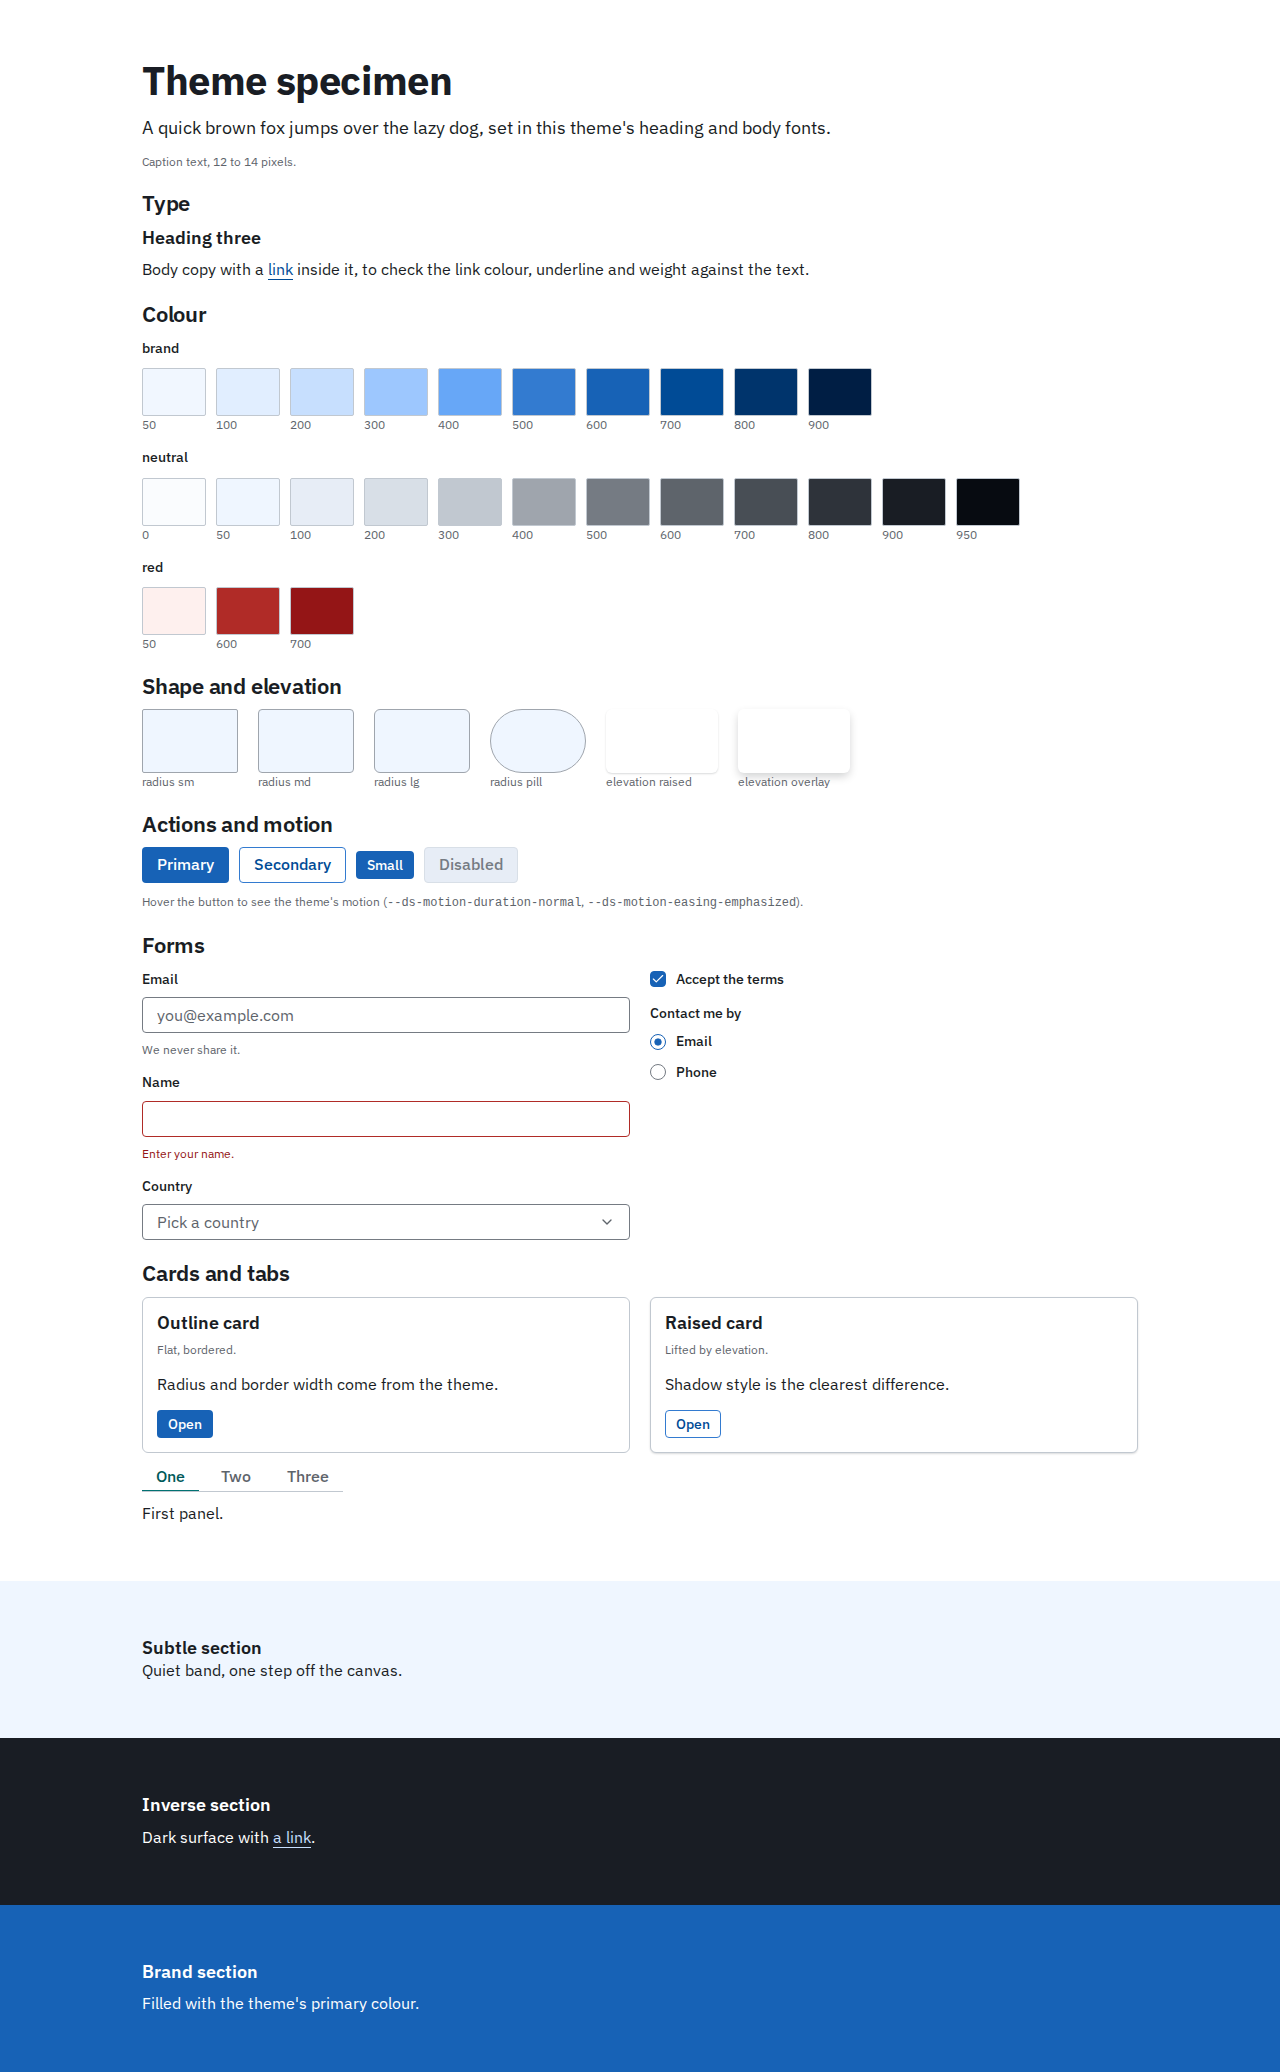 Theme specimen
A quick brown fox jumps over the lazy dog, set in this theme's heading and body fonts.
Caption text, 12 to 14 pixels.
Type
Heading three
Body copy with a link inside it, to check the link colour, underline and weight against the text.
Colour
brand
50 100 200 300 400 500 600 700 800 900
neutral
0 50 100 200 300 400 500 600 700 800 900 950
red
50 600 700
Shape and elevation
radius sm radius md radius lg radius pill elevation raised elevation overlay
Actions and motion
Primary Secondary Small Disabled
Hover the button to see the theme's motion (--ds-motion-duration-normal, --ds-motion-easing-emphasized).
Forms
Email
you@example.com
We never share it.
Name
Enter your name.
Country
Pick a country
Accept the terms
Contact me by
Email
Phone
Cards and tabs
Outline card
Flat, bordered.
Radius and border width come from the theme.
Open
Raised card
Lifted by elevation.
Shadow style is the clearest difference.
Open
One Two Three
First panel.
Subtle section
Quiet band, one step off the canvas.
Inverse section
Dark surface with a link.
Brand section
Filled with the theme's primary colour.